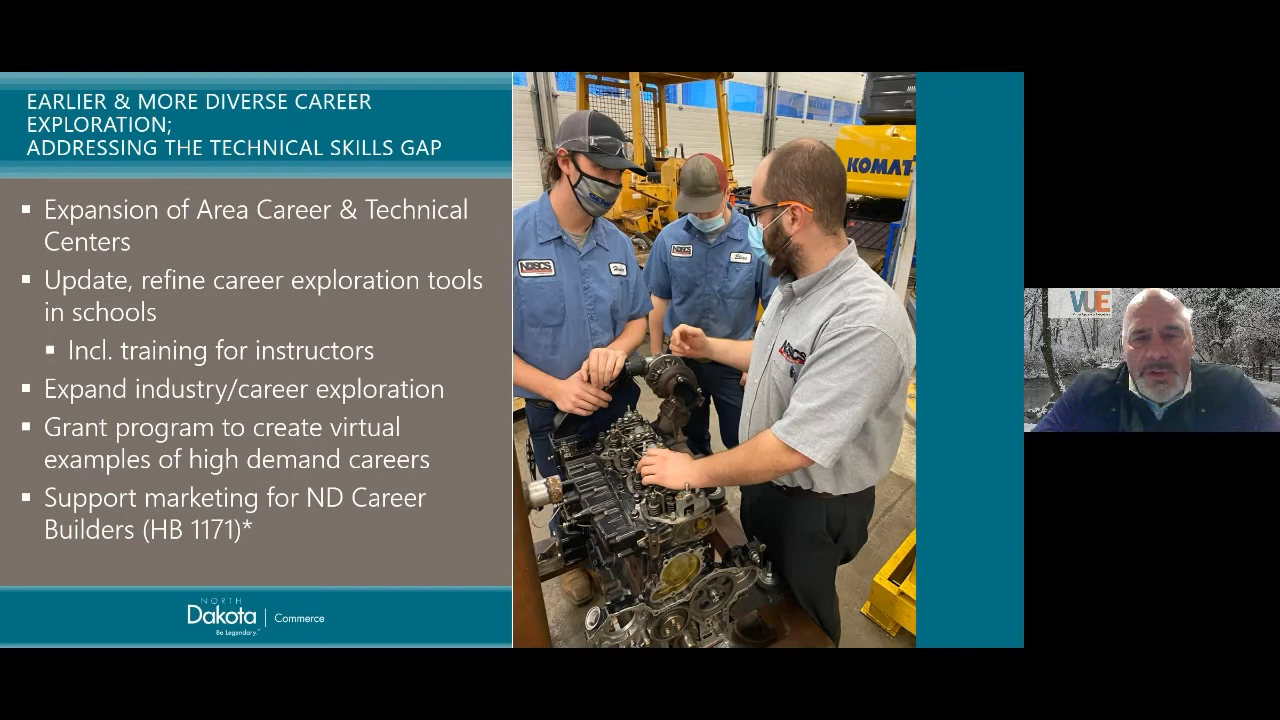 EARLIER & MORE DIVERSE CAREER
EXPLORATION;
ADDRESSING THE TECHNICAL SKILLS GAP
▪ Expansion of Area Career & Technical
Centers
▪ Update, refine career exploration tools
in schools
▪ Incl. training for instructors
▪ Expand industry/career exploration
▪ Grant program to create virtual
examples of high demand careers
▪ Support marketing for ND Career
Builders (HB 1171)*
NORTH
Dakota | Commerce
Be Legendary.™
KOMAT
NDSCS
NDSCS
NDSCS
VUE